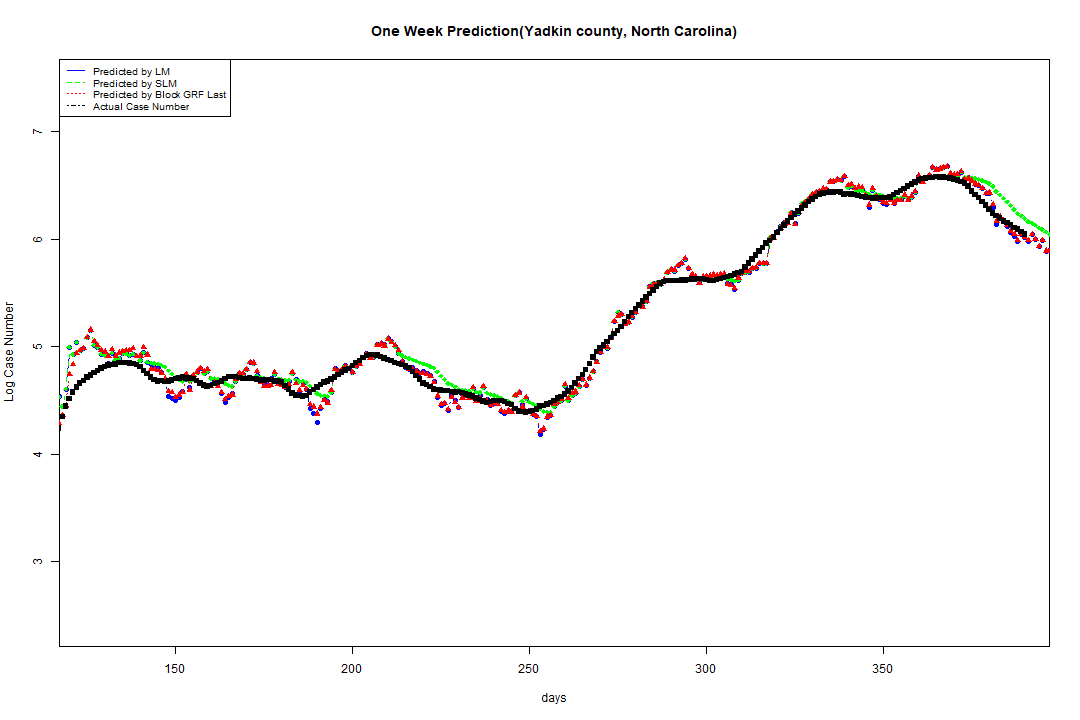 One Week Prediction(Yadkin county, North Carolina)
Predicted by LM
Predicted by SLM
Predicted by Block GRF Last
Actual Case Number
7
6
5
4
3
Log Case Number
150 200 250 300 350
days